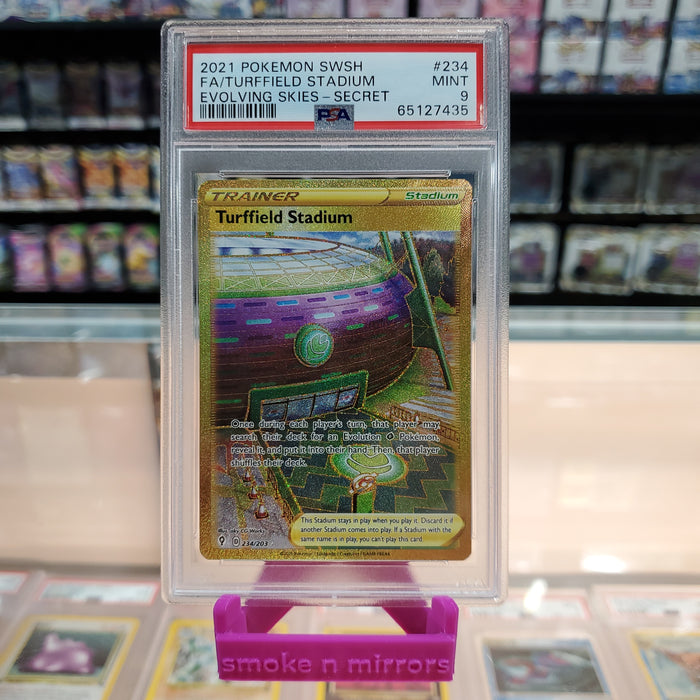 2021 POKEMON SWSH #234
FA/TURFFIELD STADIUM MINT
EVOLVING SKIES–SECRET 9
PSA 65127435
TRAINER Stadium
Turffield Stadium
Once during each player's turn, that player may
search their deck for an Evolution Pokémon,
reveal it, and put it into their hand. Then, that player
shuffles their deck.
This Stadium stays in play when you play it. Discard it if
another Stadium comes into play. If a Stadium with the
same name is in play, you can't play this card.
D 234/203
smoke n mirrors